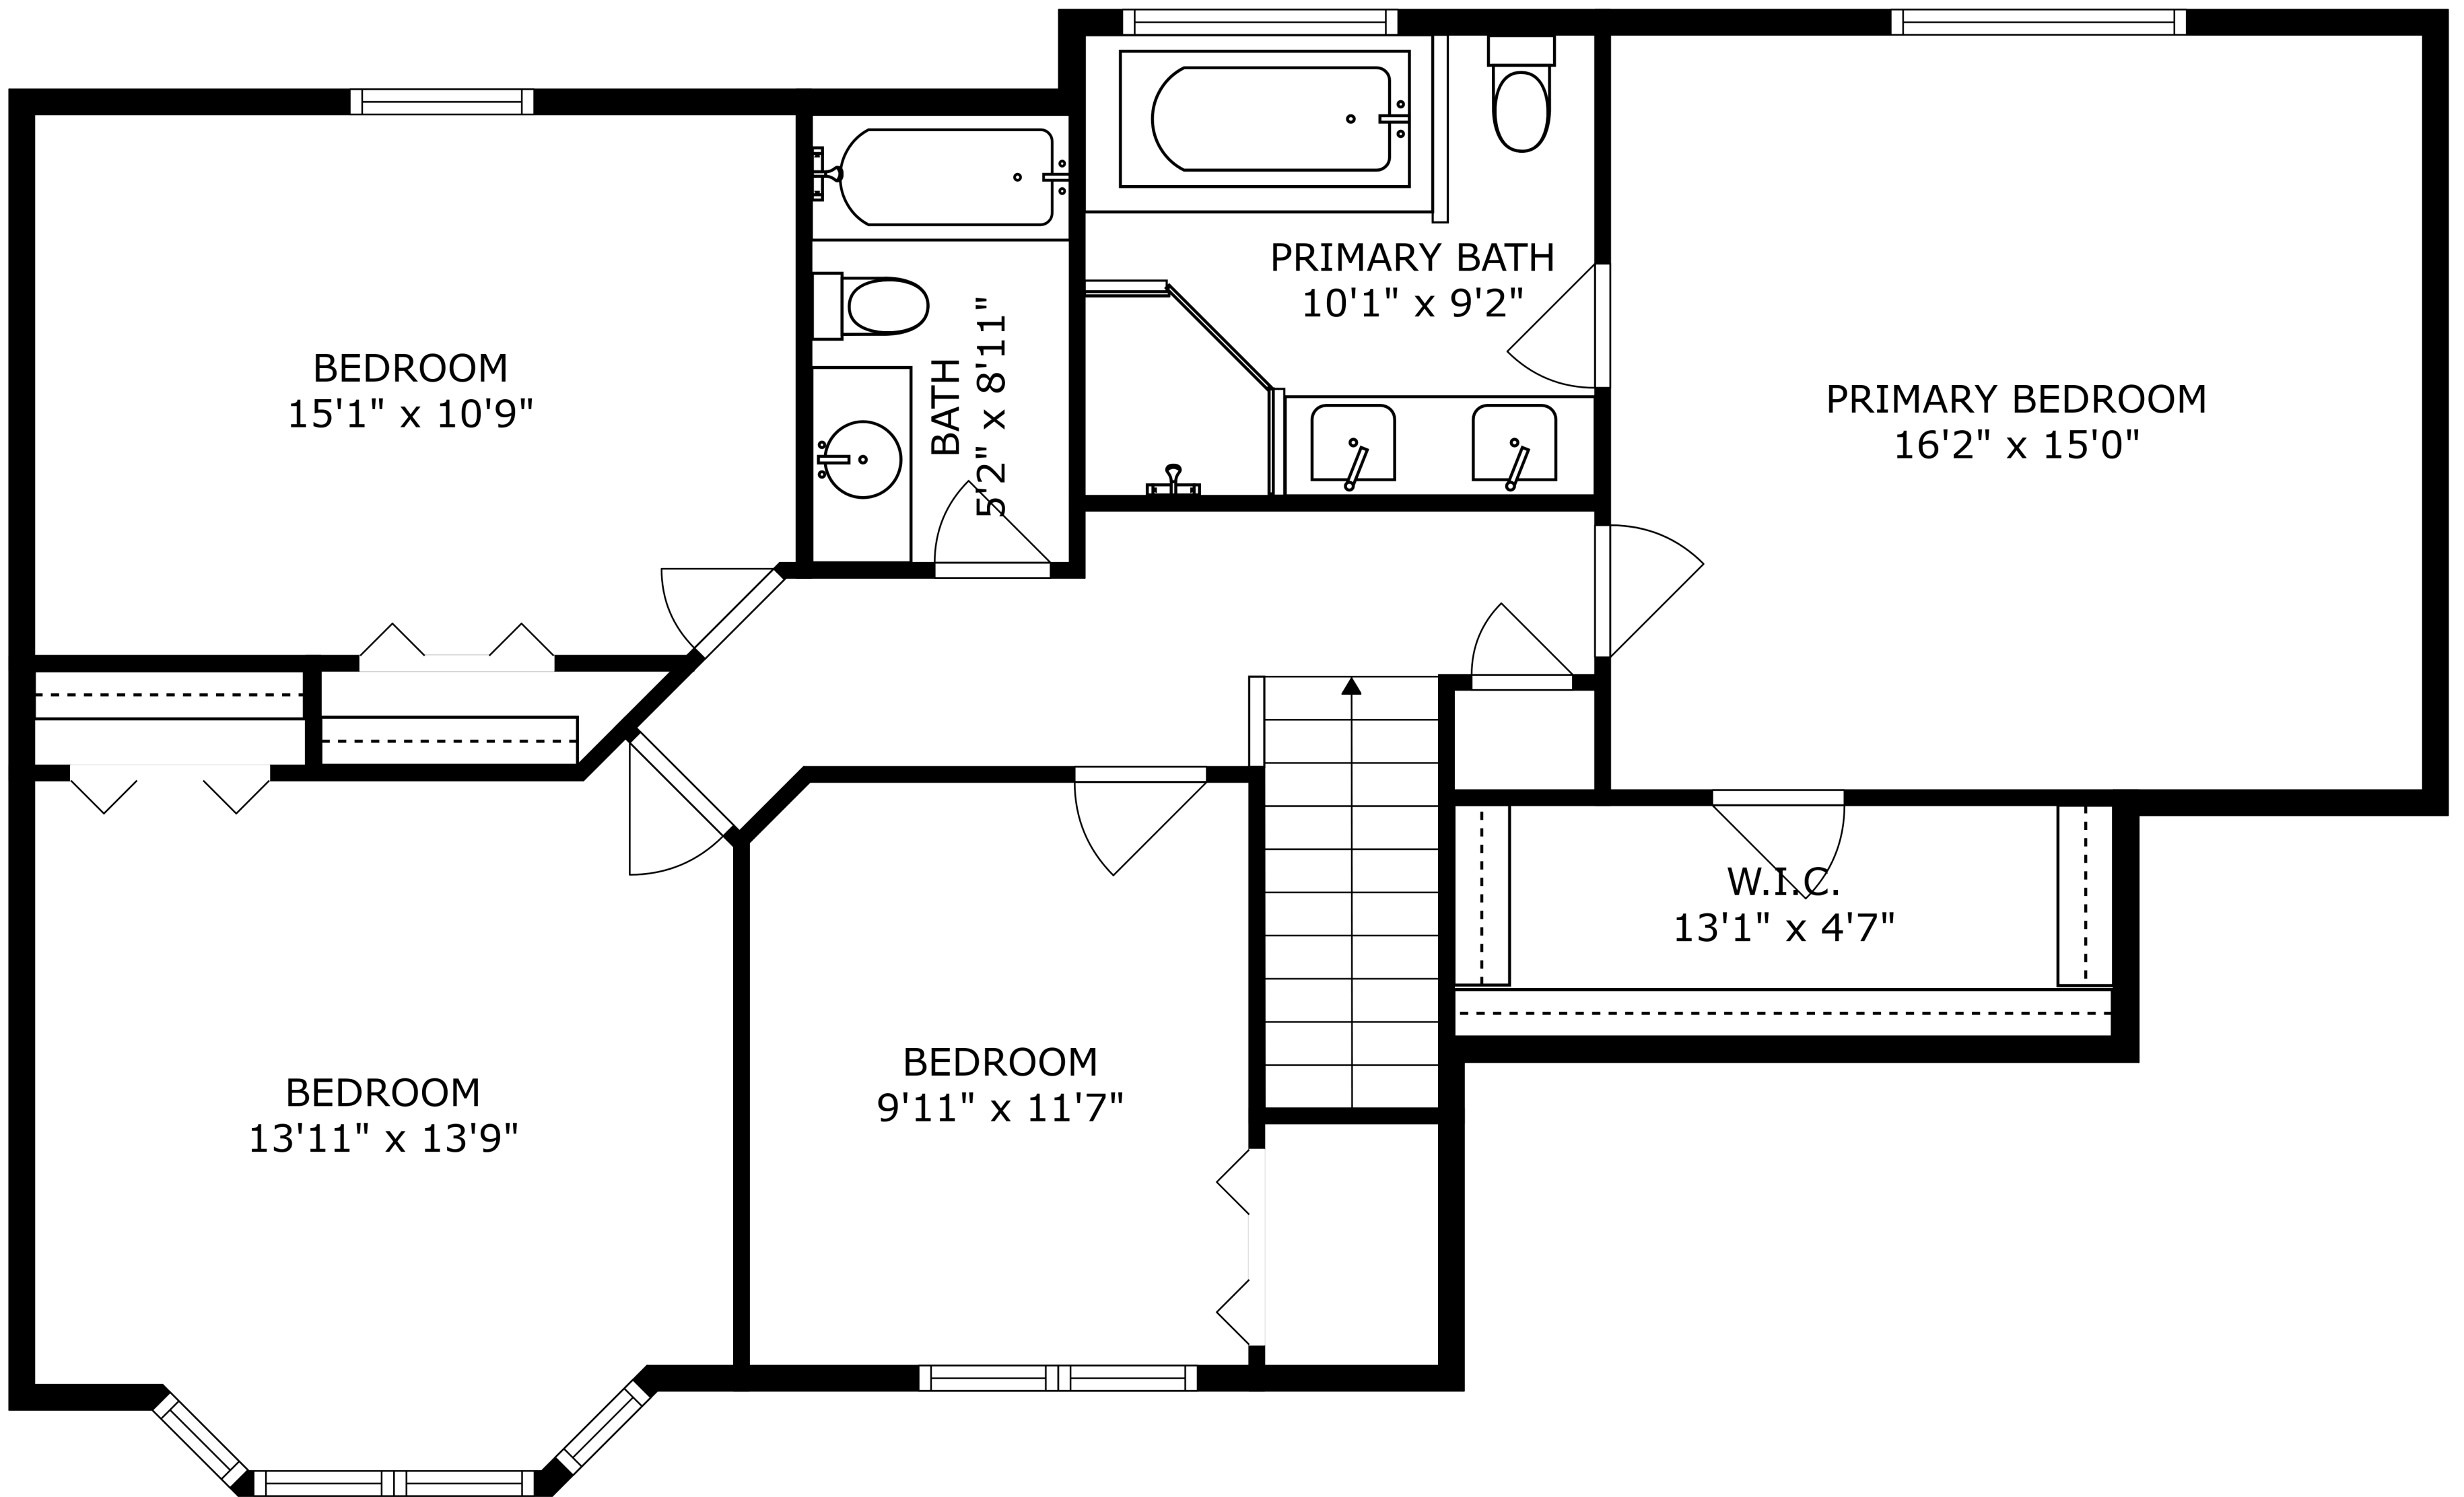 PRIMARY BATH
10'1" x 9'2"
BEDROOM
15'1" x 10'9"
BATH
5'2" x 8'11"
PRIMARY BEDROOM
16'2" x 15'0"
W.I.C.
13'1" x 4'7"
BEDROOM
9'11" x 11'7"
BEDROOM
13'11" x 13'9"